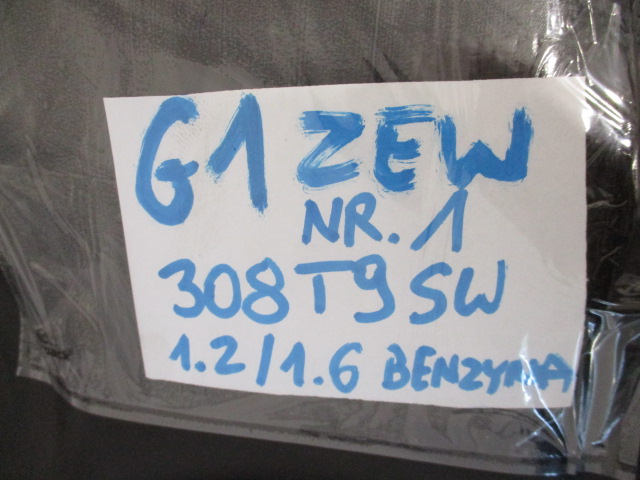 G1 ZEW
NR. 1
308 T9 SW
1.2/1.6 BENZYNA